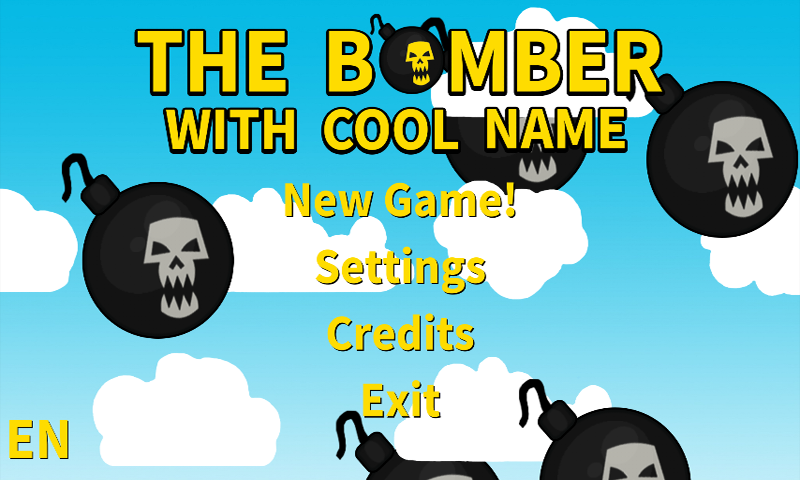 THE BOMBER
WITH COOL NAME
New Game!
Settings
Credits
Exit
EN